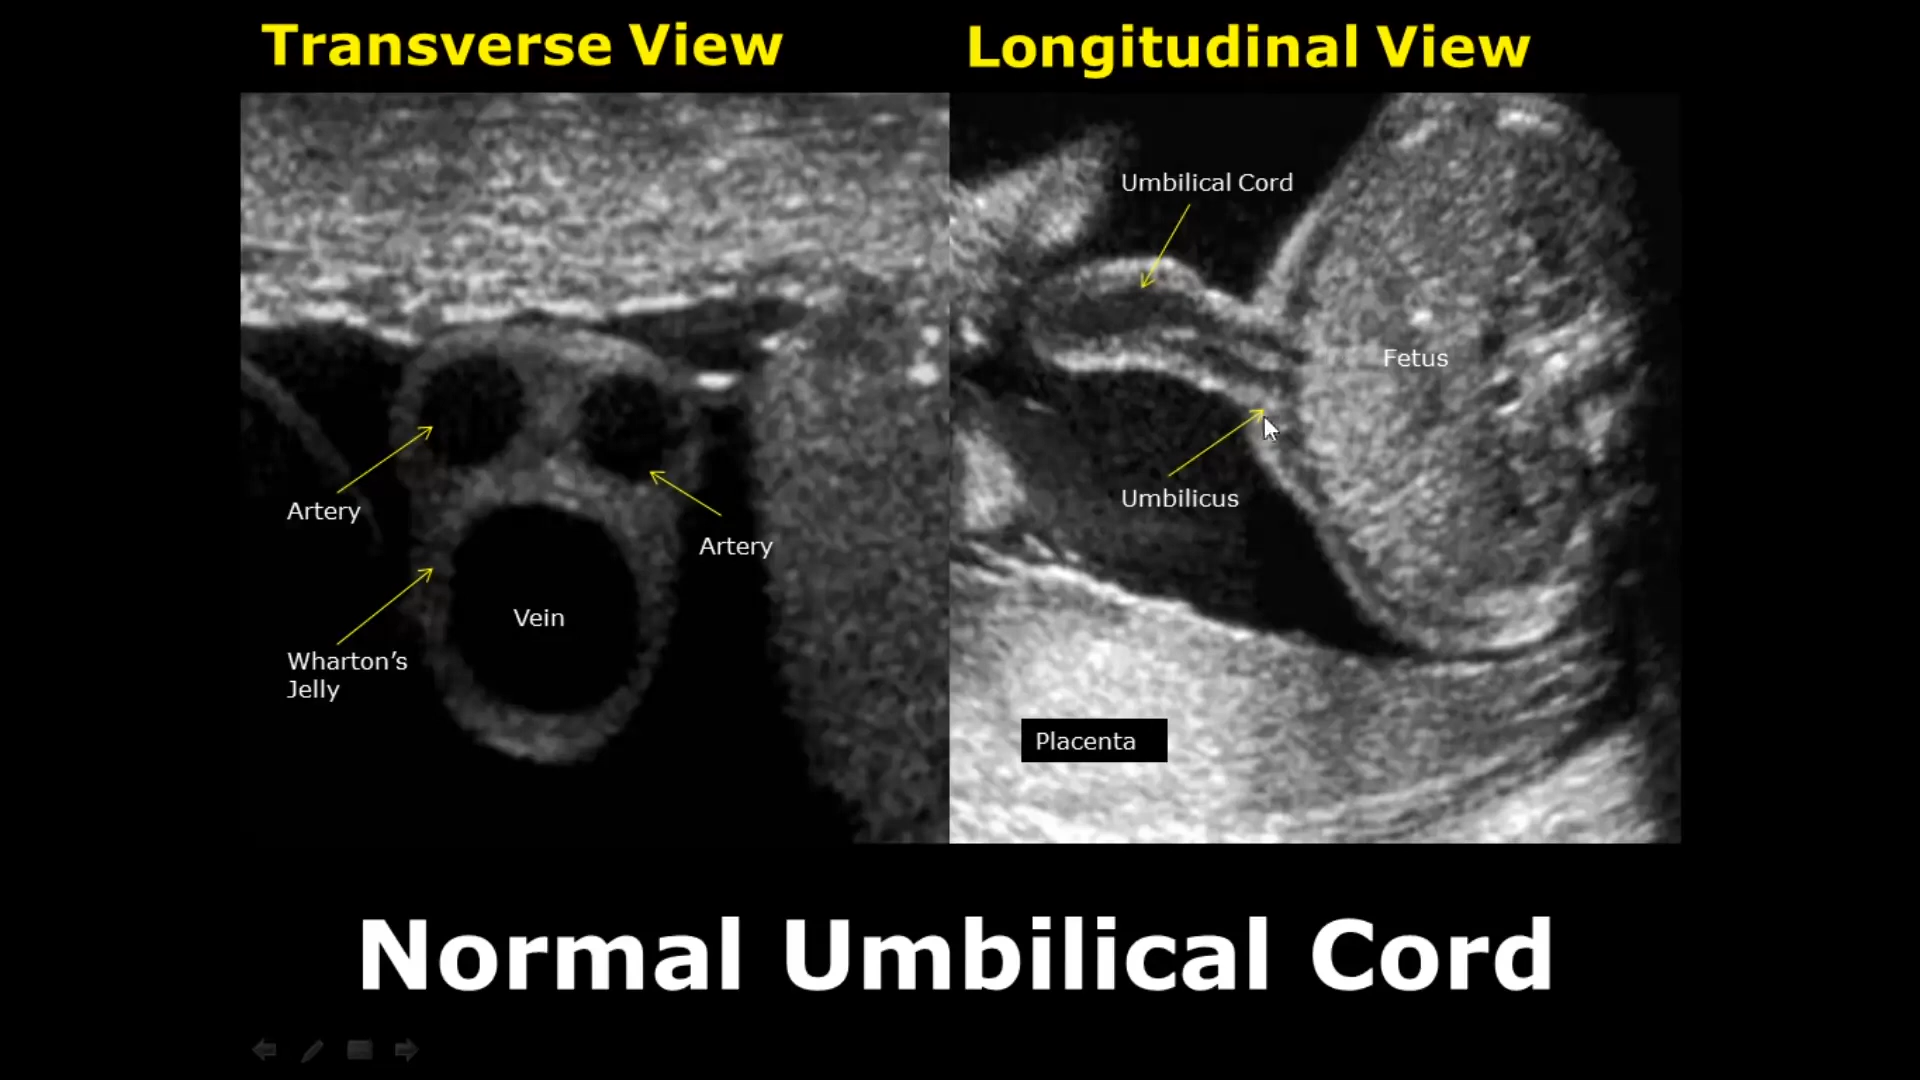 Transverse View
Longitudinal View
Umbilical Cord
Fetus
Umbilicus
Artery
Artery
Vein
Wharton’s
Jelly
Placenta
Normal Umbilical Cord